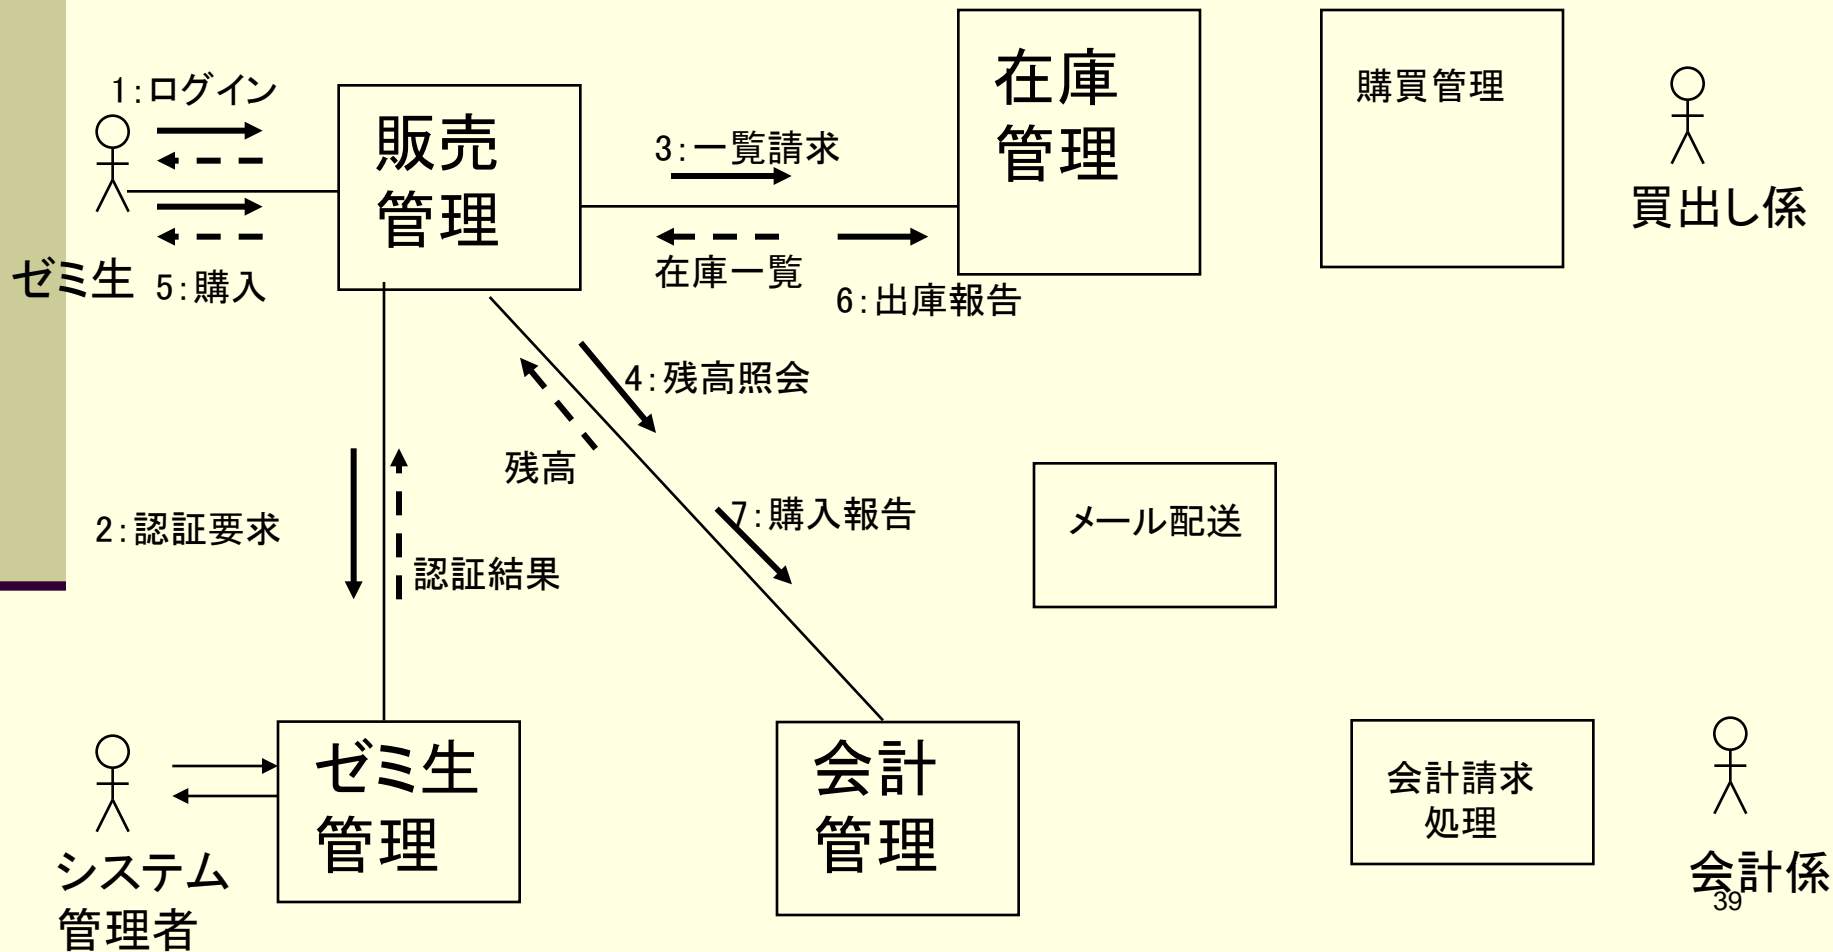 1:ログイン
販売
管理
ゼミ生
5:購入
3:一覧請求
在庫一覧
6:出庫報告
在庫
管理
購買管理
買出し係
4:残高照会
残高
7:購入報告
2:認証要求
認証結果
メール配送
システム
管理者
ゼミ生
管理
会計
管理
会計請求
処理
会計係
39